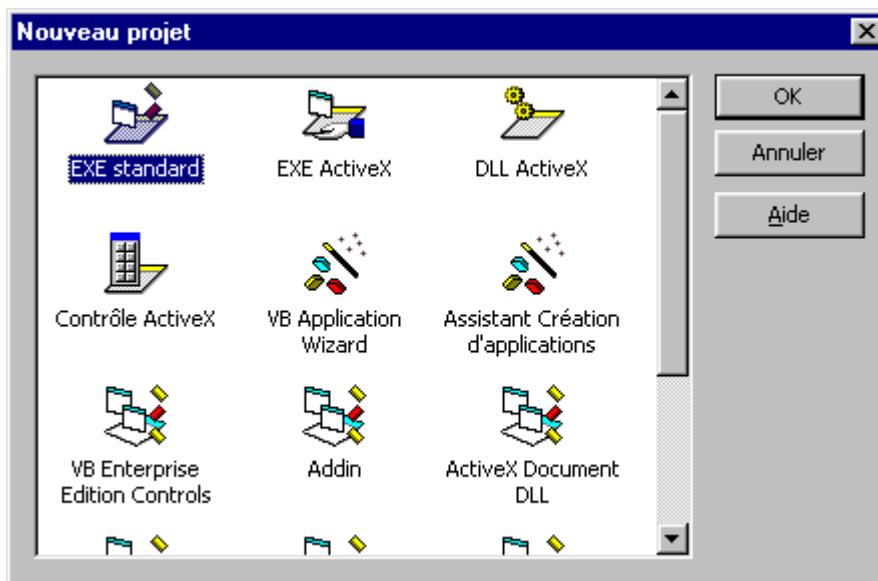 Nouveau projet
OK
EXE standard
EXE ActiveX
DLL ActiveX
Annuler
Aide
Contrôle ActiveX
VB Application
Wizard
Assistant Création
d'applications
VB Enterprise
Edition Controls
Addin
ActiveX Document
DLL